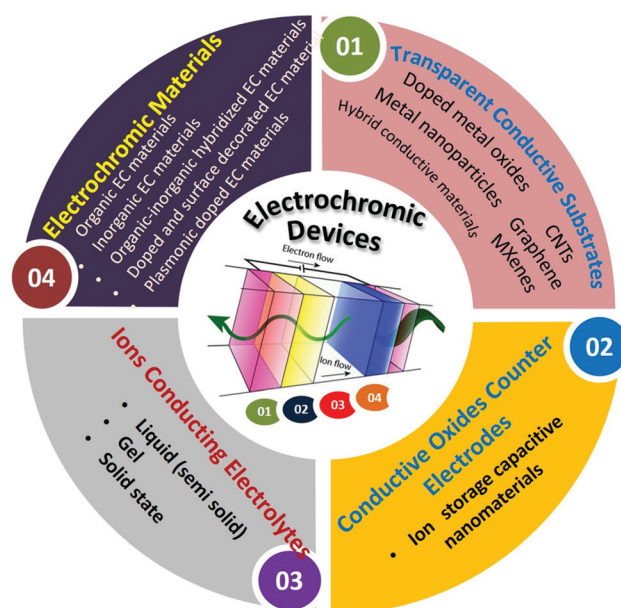 01
Transparent Conductive Substrates
Doped metal oxides
Metal nanoparticles
Hybrid conductive materials
CNTs
Graphene
MXenes
02
Conductive Oxides Counter
Electrodes
• Ion storage capacitive
nanomaterials
03
Ions Conducting Electrolytes
• Liquid (semi solid)
• Gel
• Solid state
04
Electrochromic Materials
Organic EC materials
Inorganic EC materials
• Organic-inorganic hybridized EC materials
• Doped and surface decorated EC material
• Plasmonic doped EC materials
Electrochromic
Devices
Electron flow
Ion flow
01 02 03 04